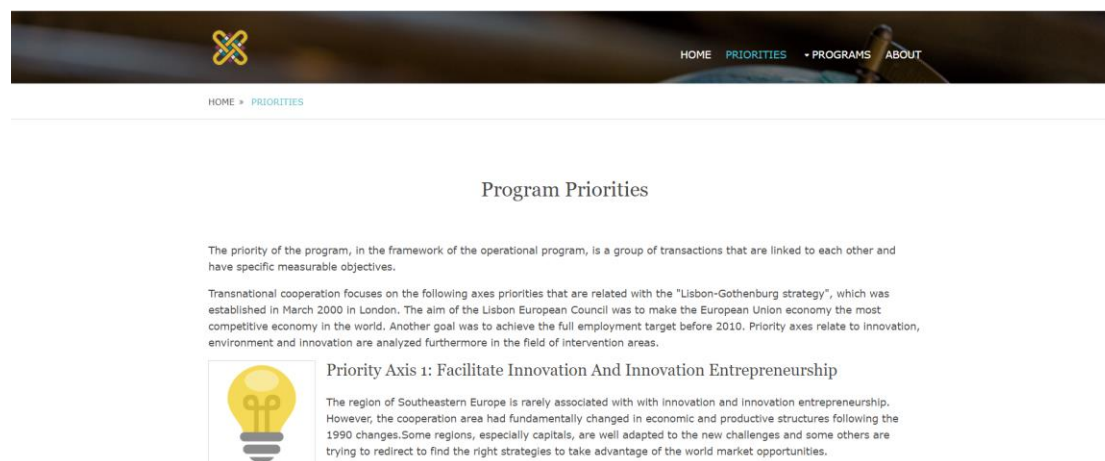 HOME PRIORITIES PROGRAMS ABOUT
HOME » PRIORITIES
Program Priorities
The priority of the program, in the framework of the operational program, is a group of transactions that are linked to each other and
have specific measurable objectives.
Transnational cooperation focuses on the following axes priorities that are related with the "Lisbon-Gothenburg strategy", which was
established in March 2000 in London. The aim of the Lisbon European Council was to make the European Union economy the most
competitive economy in the world. Another goal was to achieve the full employment target before 2010. Priority axes relate to innovation,
environment and innovation are analyzed furthermore in the field of intervention areas.
Priority Axis 1: Facilitate Innovation And Innovation Entrepreneurship
The region of Southeastern Europe is rarely associated with with innovation and innovation entrepreneurship.
However, the cooperation area had fundamentally changed in economic and productive structures following the
1990 changes.Some regions, especially capitals, are well adapted to the new challenges and some others are
trying to redirect to find the right strategies to take advantage of the world market opportunities.